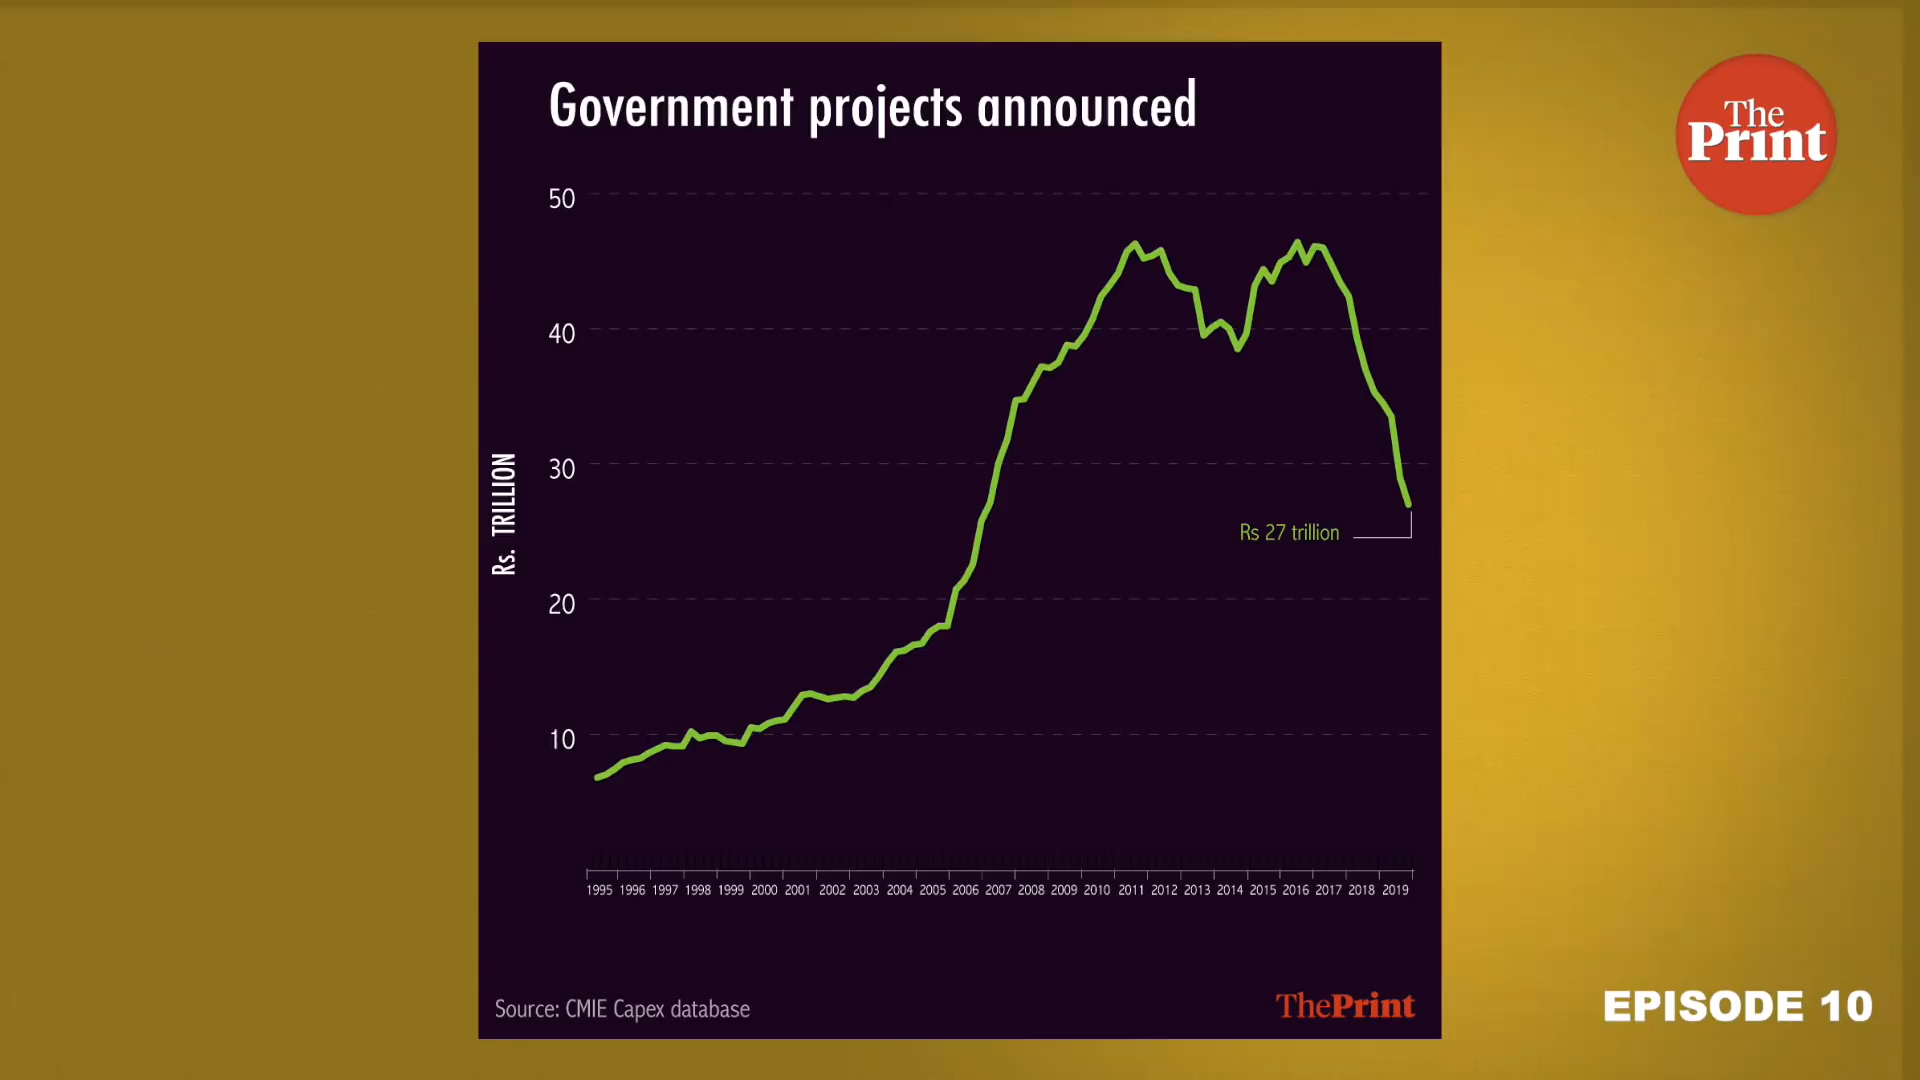 Government projects announced
The
Print
50
40
30
20
10
Rs. TRILLION
Rs 27 trillion
1995 1996 1997 1998 1999 2000 2001 2002 2003 2004 2005 2006 2007 2008 2009 2010 2011 2012 2013 2014 2015 2016 2017 2018 2019
Source: CMIE Capex database
ThePrint
EPISODE 10